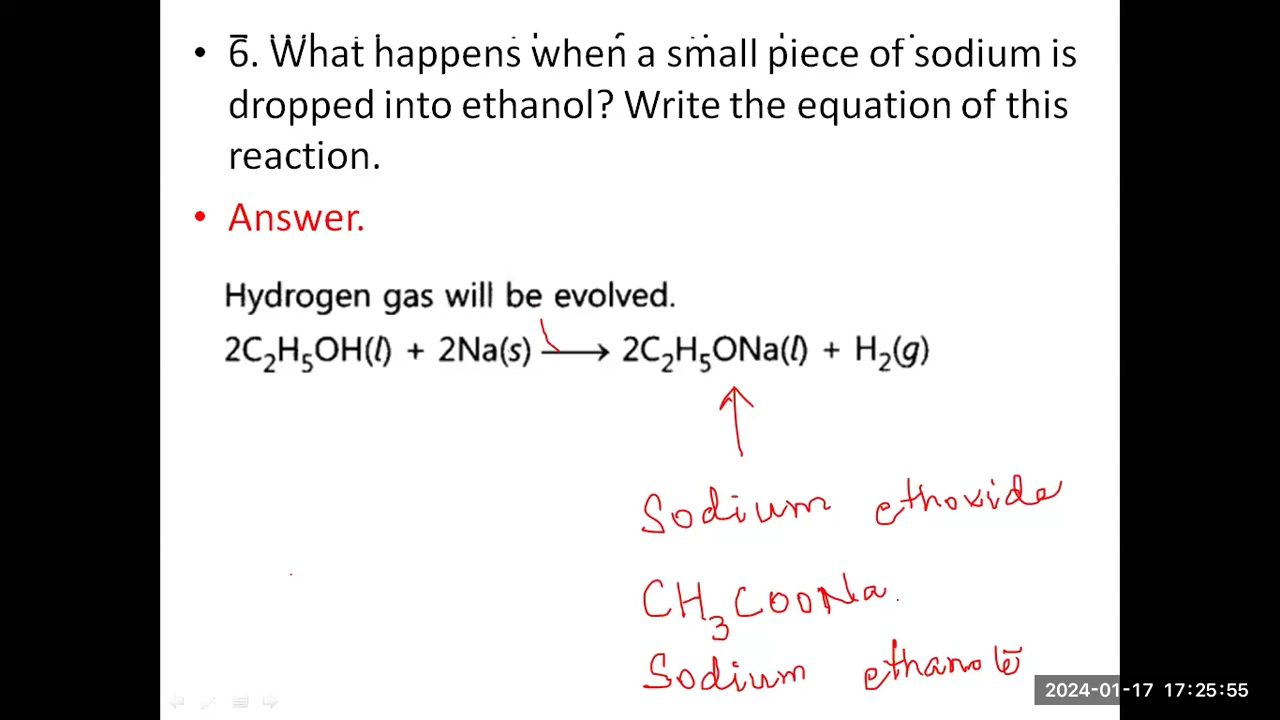 • 6. What happens when a small piece of sodium is
dropped into ethanol? Write the equation of this
reaction.
• Answer.
Hydrogen gas will be evolved.
2C₂H₅OH(l) + 2Na(s) ⟶ 2C₂H₅ONa(l) + H₂(g)
Sodium ethoxide
CH₃COONa.
Sodium
2024-01-17 17:25:55